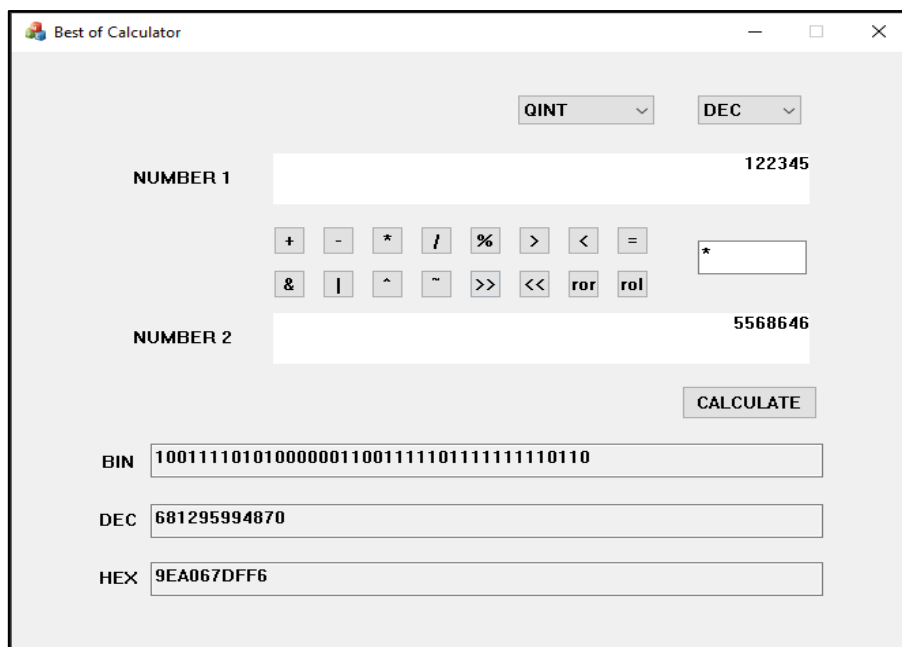 Best of Calculator
QINT DEC
NUMBER 1 122345
+ - * / % > < = *
& | ^ ~ >> << ror rol
NUMBER 2 5568646
CALCULATE
BIN 1001111010100000011001111101111111110110
DEC 681295994870
HEX 9EA067DFF6